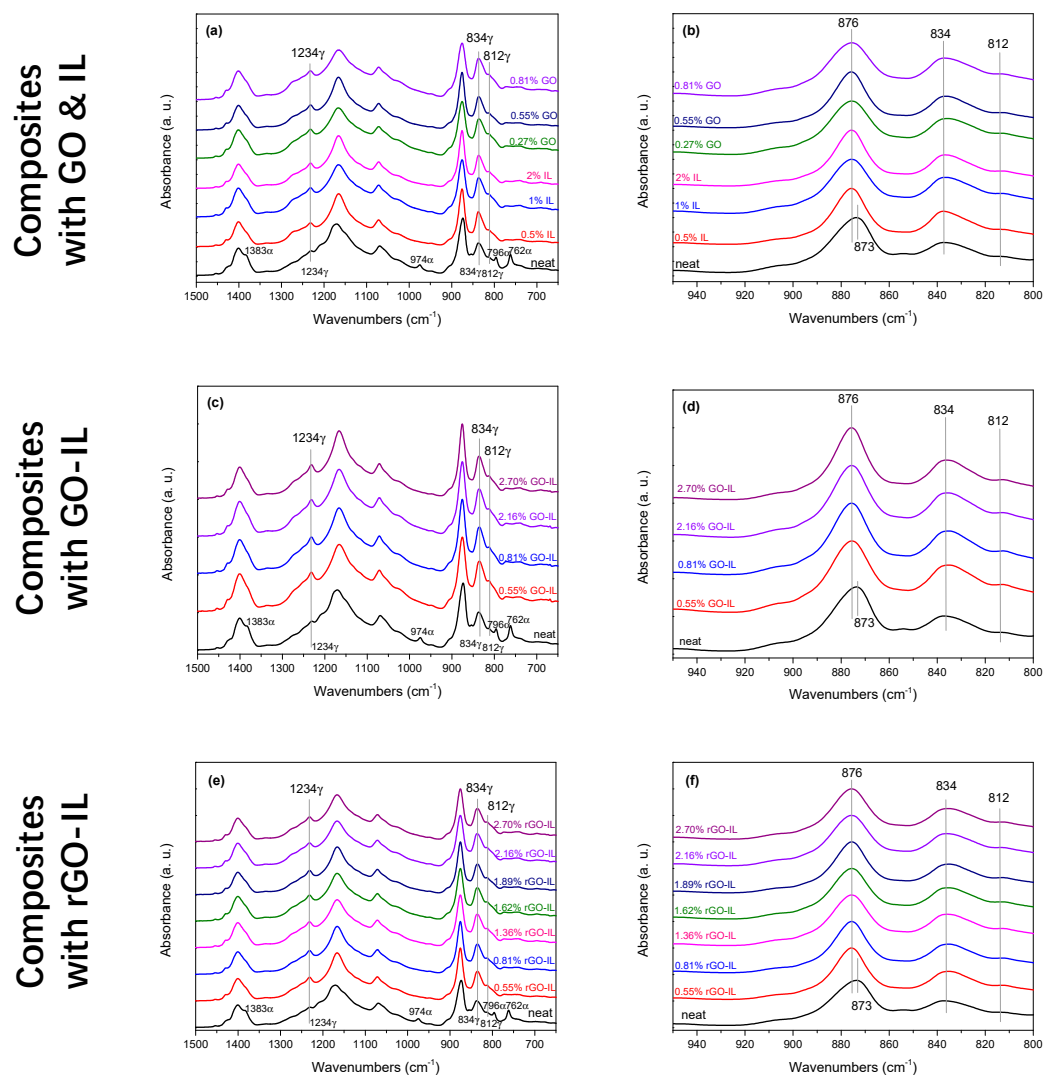 Composites
with GO & IL
(a)
1234γ
834γ
812γ
0.81% GO
0.55% GO
0.27% GO
2% IL
1% IL
0.5% IL
neat
1383α
1234γ
974α
834γ
812γ
796α
762α
Absorbance (a. u.)
1500 1400 1300 1200 1100 1000 900 800 700
Wavenumbers (cm-1)
(b)
876
834
812
0.81% GO
0.55% GO
0.27% GO
2% IL
1% IL
0.5% IL
873
neat
Absorbance (a. u.)
940 920 900 880 860 840 820 800
Wavenumbers (cm-1)
Composites
with GO-IL
(c)
1234γ
834γ
812γ
2.70% GO-IL
2.16% GO-IL
0.81% GO-IL
0.55% GO-IL
neat
1383α
1234γ
974α
834γ
812γ
796α
762α
Absorbance (a. u.)
1500 1400 1300 1200 1100 1000 900 800 700
Wavenumbers (cm-1)
(d)
876
834
812
2.70% GO-IL
2.16% GO-IL
0.81% GO-IL
0.55% GO-IL
873
neat
Absorbance (a. u.)
940 920 900 880 860 840 820 800
Wavenumbers (cm-1)
Composites
with rGO-IL
(e)
1234γ
834γ
812γ
2.70% rGO-IL
2.16% rGO-IL
1.89% rGO-IL
1.62% rGO-IL
1.36% rGO-IL
0.81% rGO-IL
0.55% rGO-IL
neat
1383α
1234γ
974α
834γ
812γ
796α
762α
Absorbance (a. u.)
1500 1400 1300 1200 1100 1000 900 800 700
Wavenumbers (cm-1)
(f)
876
834
812
2.70% rGO-IL
2.16% rGO-IL
1.89% rGO-IL
1.62% rGO-IL
1.36% rGO-IL
0.81% rGO-IL
0.55% rGO-IL
873
neat
Absorbance (a. u.)
940 920 900 880 860 840 820 800
Wavenumbers (cm-1)